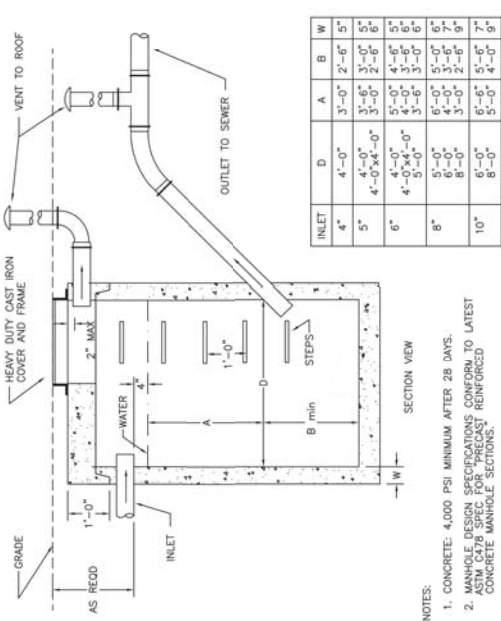 GRADE
HEAVY DUTY CAST IRON
COVER AND FRAME
VENT TO ROOF
AS REQD
1'-0"
2" MAX
INLET
WATER
4"
A
1'-0"
D
B min
W
STEPS
OUTLET TO SEWER
SECTION VIEW
INLET D A B W
4" 4'-0" 3'-0" 2'-6" 5"
5" 4'-0" 3'-6" 3'-0" 5"
4'-0"x4'-0" 3'-0" 2'-6" 6"
6" 4'-0" 5'-0" 4'-6" 5"
4'-0"x4'-0" 4'-0" 3'-6" 6"
5'-0" 3'-6" 3'-0" 6"
8" 5'-0" 6'-0" 5'-0" 6"
6'-0" 4'-0" 3'-6" 7"
8'-0" 3'-0" 2'-6" 9"
10" 6'-0" 6'-6" 5'-6" 7"
8'-0" 5'-0" 4'-0" 9"
NOTES:
1. CONCRETE: 4,000 PSI MINIMUM AFTER 28 DAYS.
2. MANHOLE DESIGN SPECIFICATIONS CONFORM TO LATEST
ASTM C478 SPEC FOR "PRECAST REINFORCED
CONCRETE MANHOLE SECTIONS."